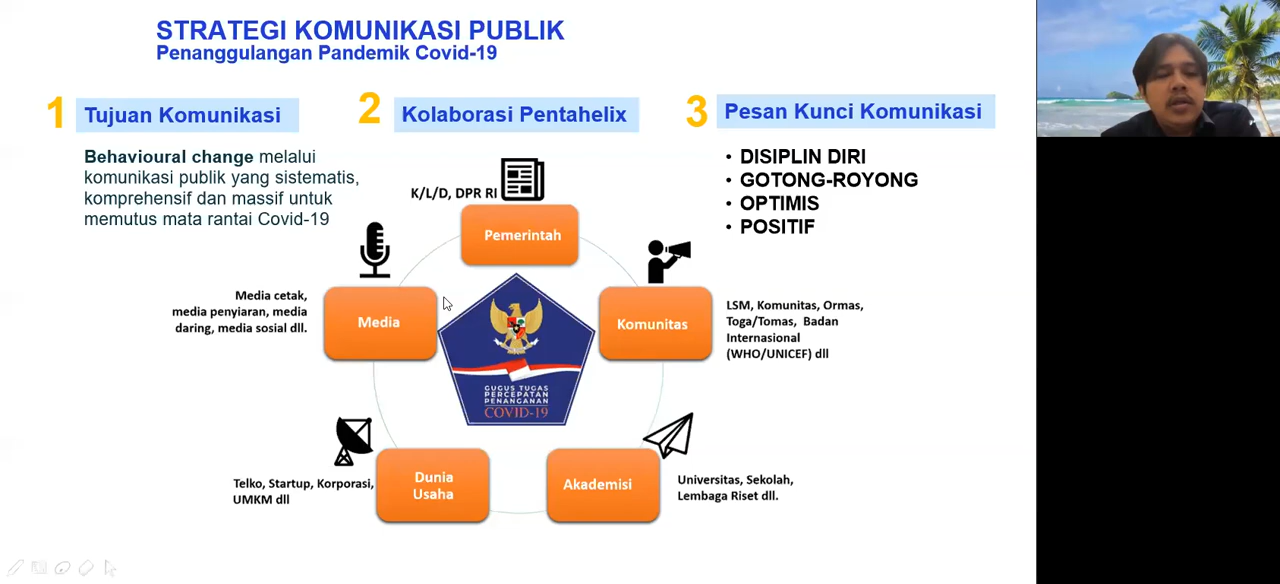 STRATEGI KOMUNIKASI PUBLIK
Penanggulangan Pandemik Covid-19
1
Tujuan Komunikasi
Behavioural change melalui
komunikasi publik yang sistematis,
komprehensif dan massif untuk
memutus mata rantai Covid-19
2
Kolaborasi Pentahelix
K/L/D, DPR RI
Pemerintah
Media cetak,
media penyiaran, media
daring, media sosial dll.
Media
Komunitas
LSM, Komunitas, Ormas,
Toga/Tomas, Badan
Internasional
(WHO/UNICEF) dll
GUGUS TUGAS
PERCEPATAN
PENANGANAN
COVID-19
Telko, Startup, Korporasi,
UMKM dll
Dunia
Usaha
Akademisi
Universitas, Sekolah,
Lembaga Riset dll.
3
Pesan Kunci Komunikasi
• DISIPLIN DIRI
• GOTONG-ROYONG
• OPTIMIS
• POSITIF